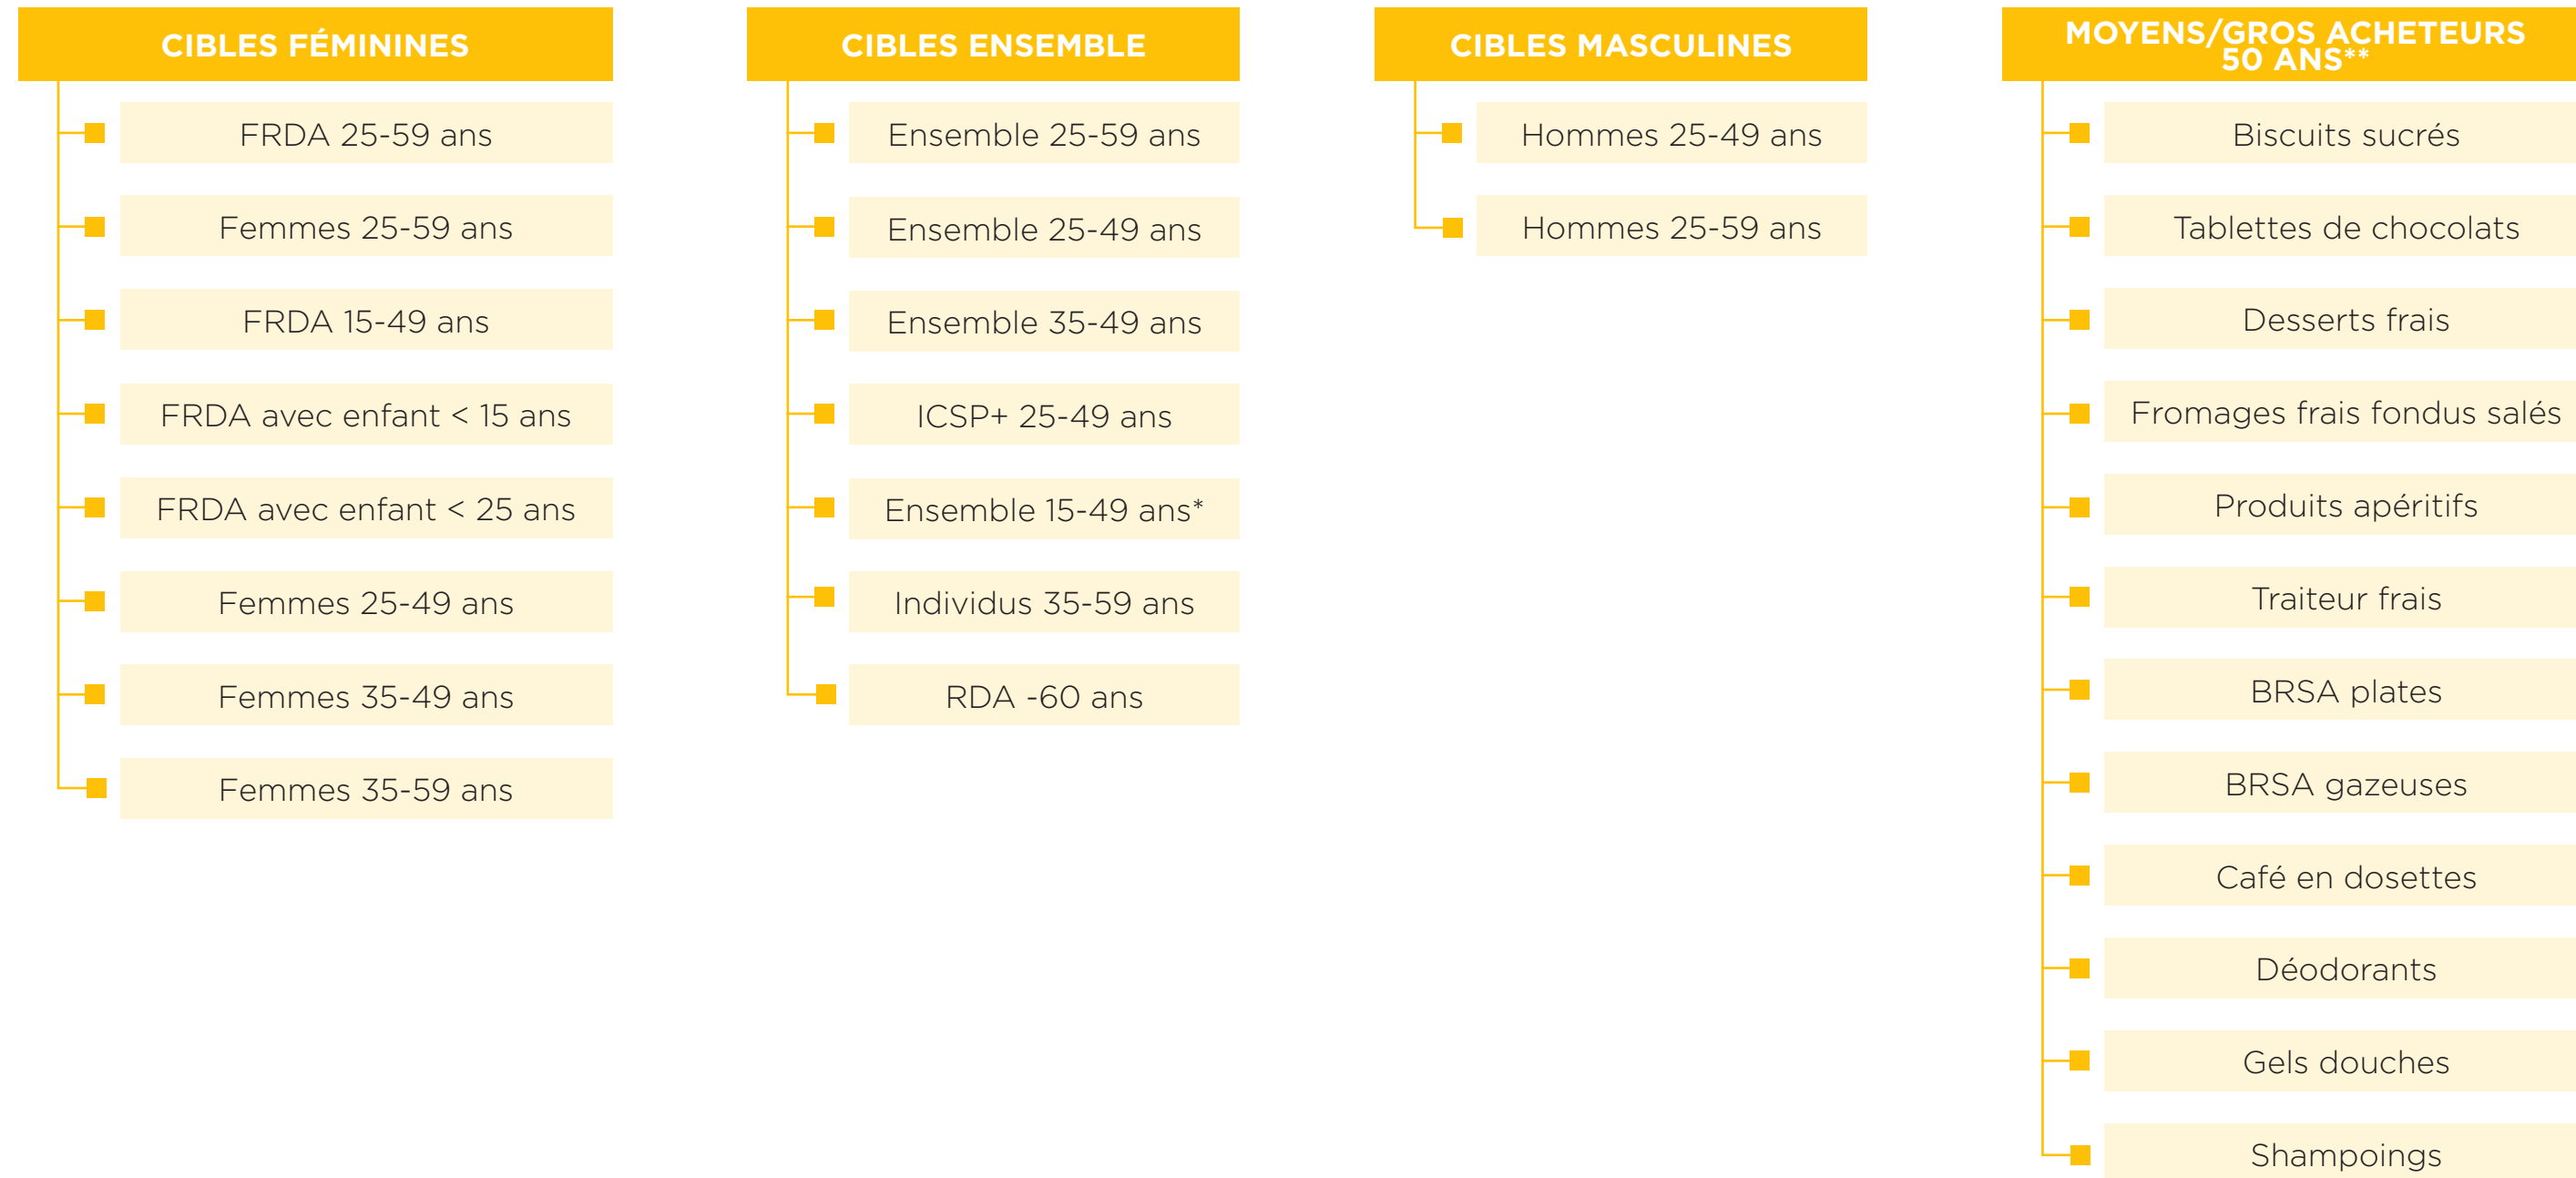 CIBLES FÉMININES
FRDA 25-59 ans
Femmes 25-59 ans
FRDA 15-49 ans
FRDA avec enfant < 15 ans
FRDA avec enfant < 25 ans
Femmes 25-49 ans
Femmes 35-49 ans
Femmes 35-59 ans
CIBLES ENSEMBLE
Ensemble 25-59 ans
Ensemble 25-49 ans
Ensemble 35-49 ans
ICSP+ 25-49 ans
Ensemble 15-49 ans*
Individus 35-59 ans
RDA -60 ans
CIBLES MASCULINES
Hommes 25-49 ans
Hommes 25-59 ans
MOYENS/GROS ACHETEURS
50 ANS**
Biscuits sucrés
Tablettes de chocolats
Desserts frais
Fromages frais fondus salés
Produits apéritifs
Traiteur frais
BRSA plates
BRSA gazeuses
Café en dosettes
Déodorants
Gels douches
Shampoings